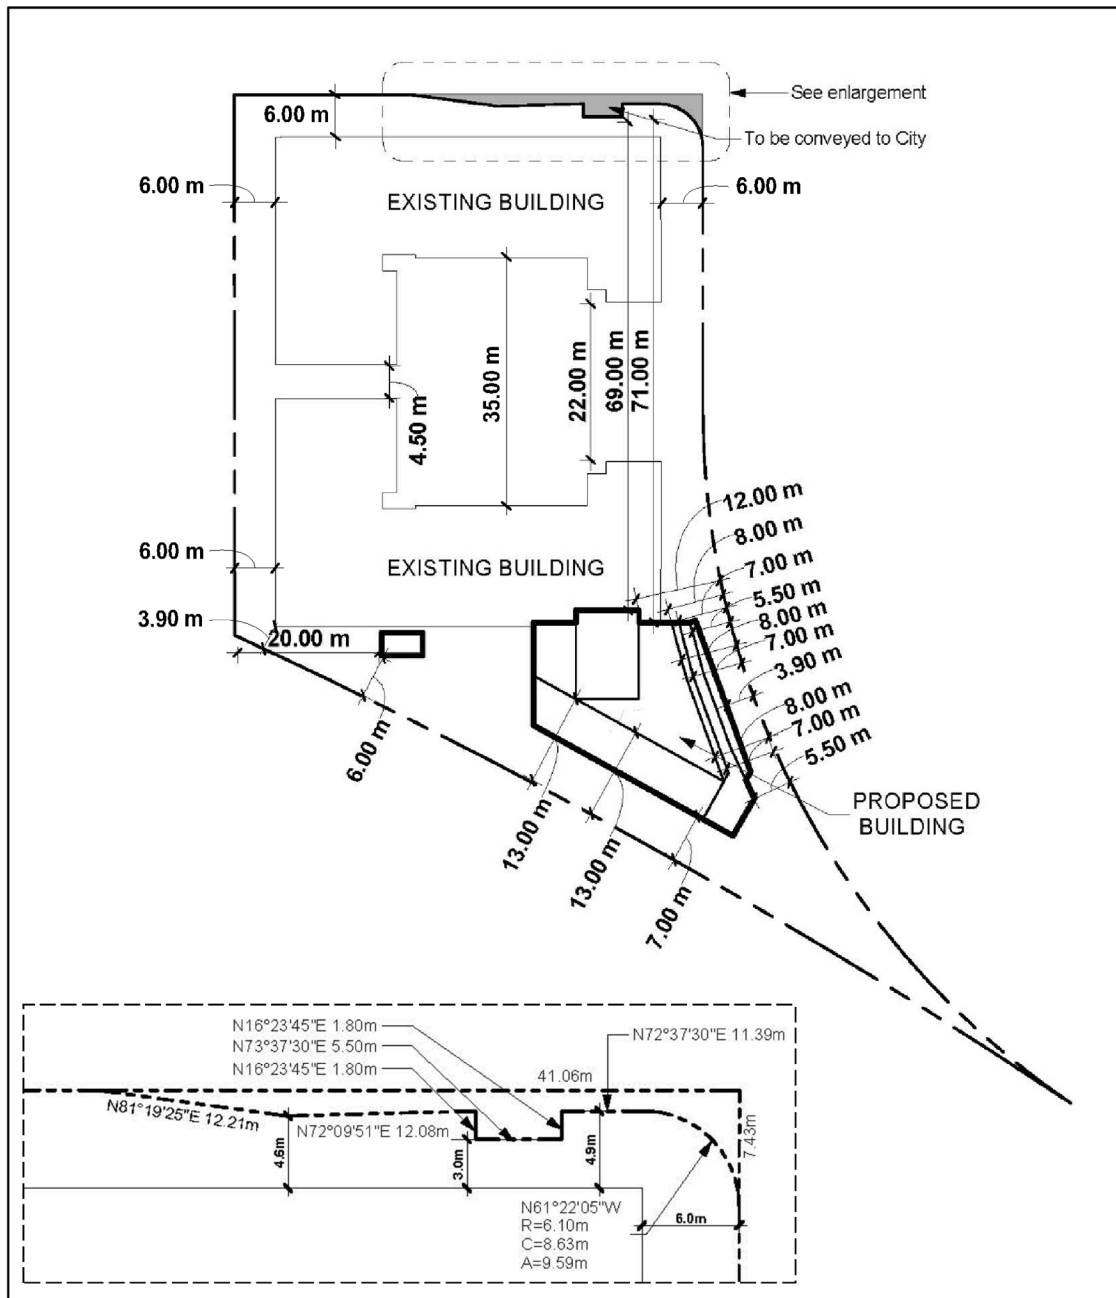 See enlargement
6.00 m
To be conveyed to City
6.00 m
6.00 m
EXISTING BUILDING
35.00 m
22.00 m
69.00 m
71.00 m
4.50 m
12.00 m
8.00 m
7.00 m
5.50 m
8.00 m
7.00 m
3.90 m
8.00 m
7.00 m
5.50 m
6.00 m
EXISTING BUILDING
3.90 m
20.00 m
6.00 m
13.00 m
13.00 m
7.00 m
PROPOSED
BUILDING
N16°23'45"E 1.80m
N73°37'30"E 5.50m
N16°23'45"E 1.80m
N72°37'30"E 11.39m
41.06m
N81°19'25"E 12.21m
N72°09'51"E 12.08m
7.43m
4.6m
3.0m
4.9m
N61°22'05"W
R=6.10m
C=8.63m
A=9.59m
6.0m